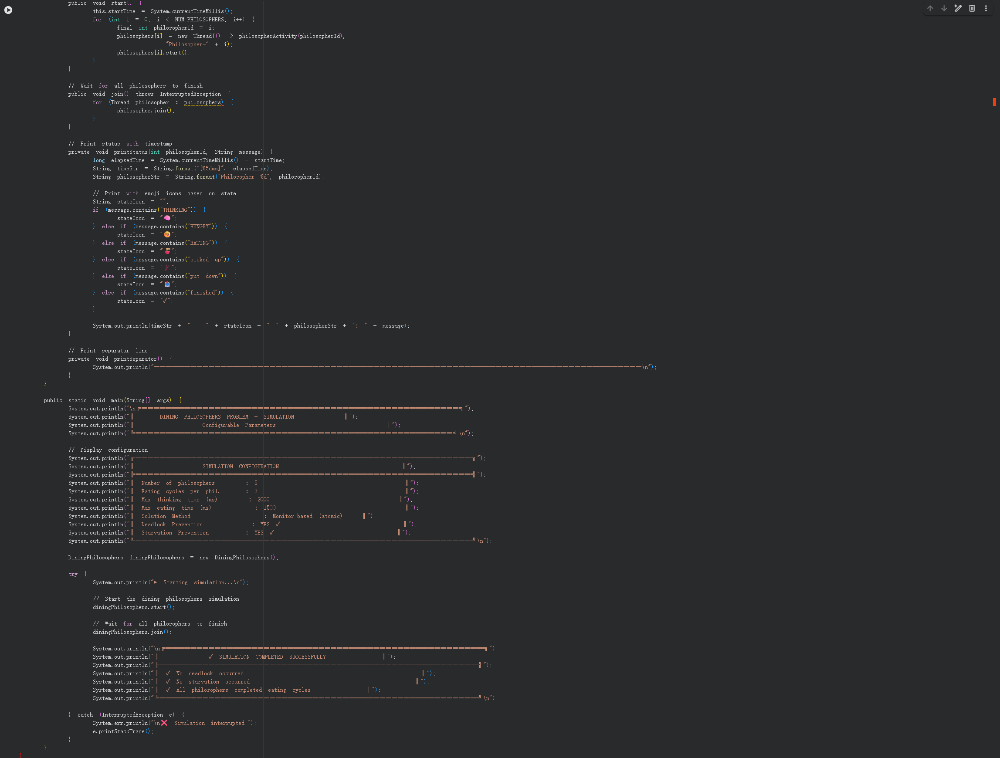 public void start() {
this.startTime = System.currentTimeMillis();
for (int i = 0; i < NUM_PHILOSOPHERS; i++) {
final int philosopherId = i;
philosophers[i] = new Thread(() -> philosopherActivity(philosopherId),
"Philosopher-" + i);
philosophers[i].start();
}
}
// Wait for all philosophers to finish
public void join() throws InterruptedException {
for (Thread philosopher : philosophers) {
philosopher.join();
}
}
// Print status with timestamp
private void printStatus(int philosopherId, String message) {
long elapsedTime = System.currentTimeMillis() - startTime;
String timeStr = String.format("[%5dms]", elapsedTime);
String philosopherStr = String.format("Philosopher %d", philosopherId);
// Print with emoji icons based on state
String stateIcon = "";
if (message.contains("THINKING")) {
stateIcon = "🧠";
} else if (message.contains("HUNGRY")) {
stateIcon = "😋";
} else if (message.contains("EATING")) {
stateIcon = "🍜";
} else if (message.contains("picked up")) {
stateIcon = "🥢";
} else if (message.contains("put down")) {
stateIcon = "📥";
} else if (message.contains("finished")) {
stateIcon = "✓";
}
System.out.println(timeStr + " │ " + stateIcon + " " + philosopherStr + ": " + message);
}
// Print separator line
private void printSeparator() {
System.out.println("────────────────────────────────────────────────────────────────────────────────\n");
}
}
public static void main(String[] args) {
System.out.println("\n╔════════════════════════════════════════════════════╗");
System.out.println("║ DINING PHILOSOPHERS PROBLEM - SIMULATION ║");
System.out.println("║ Configurable Parameters ║");
System.out.println("╚════════════════════════════════════════════════════╝\n");
// Display configuration
System.out.println("╔═══════════════════════════════════════════════════════╗");
System.out.println("║ SIMULATION CONFIGURATION ║");
System.out.println("╠═══════════════════════════════════════════════════════╣");
System.out.println("║ Number of philosophers : 5 ║");
System.out.println("║ Eating cycles per phil. : 3 ║");
System.out.println("║ Max thinking time (ms) : 2000 ║");
System.out.println("║ Max eating time (ms) : 1500 ║");
System.out.println("║ Solution Method : Monitor-based (atomic) ║");
System.out.println("║ Deadlock Prevention : YES ✓ ║");
System.out.println("║ Starvation Prevention : YES ✓ ║");
System.out.println("╚═══════════════════════════════════════════════════════╝\n");
DiningPhilosophers diningPhilosophers = new DiningPhilosophers();
try {
System.out.println("▶ Starting simulation...\n");
// Start the dining philosophers simulation
diningPhilosophers.start();
// Wait for all philosophers to finish
diningPhilosophers.join();
System.out.println("\n╔════════════════════════════════════════════════════╗");
System.out.println("║ ✓ SIMULATION COMPLETED SUCCESSFULLY ║");
System.out.println("╠════════════════════════════════════════════════════╣");
System.out.println("║ ✓ No deadlock occurred ║");
System.out.println("║ ✓ No starvation occurred ║");
System.out.println("║ ✓ All philosophers completed eating cycles ║");
System.out.println("╚════════════════════════════════════════════════════╝\n");
} catch (InterruptedException e) {
System.err.println("\n❌ Simulation interrupted!");
e.printStackTrace();
}
}
}